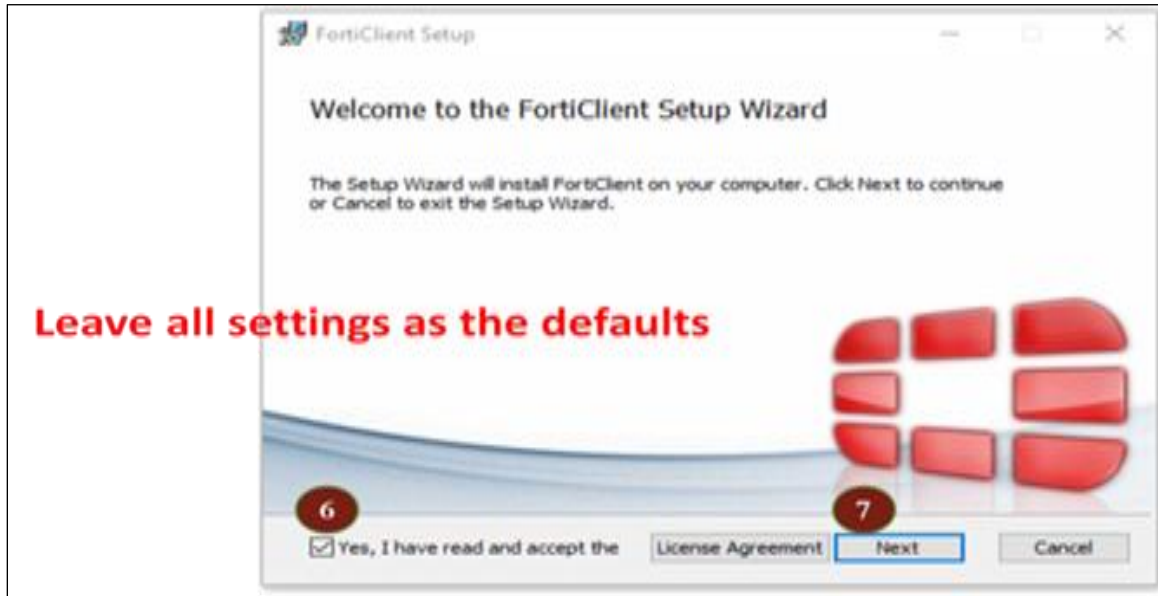 FortiClient Setup
Welcome to the FortiClient Setup Wizard
The Setup Wizard will install FortiClient on your computer. Click Next to continue
or Cancel to exit the Setup Wizard.
Leave all settings as the defaults
6
7
Yes, I have read and accept the
License Agreement
Next
Cancel